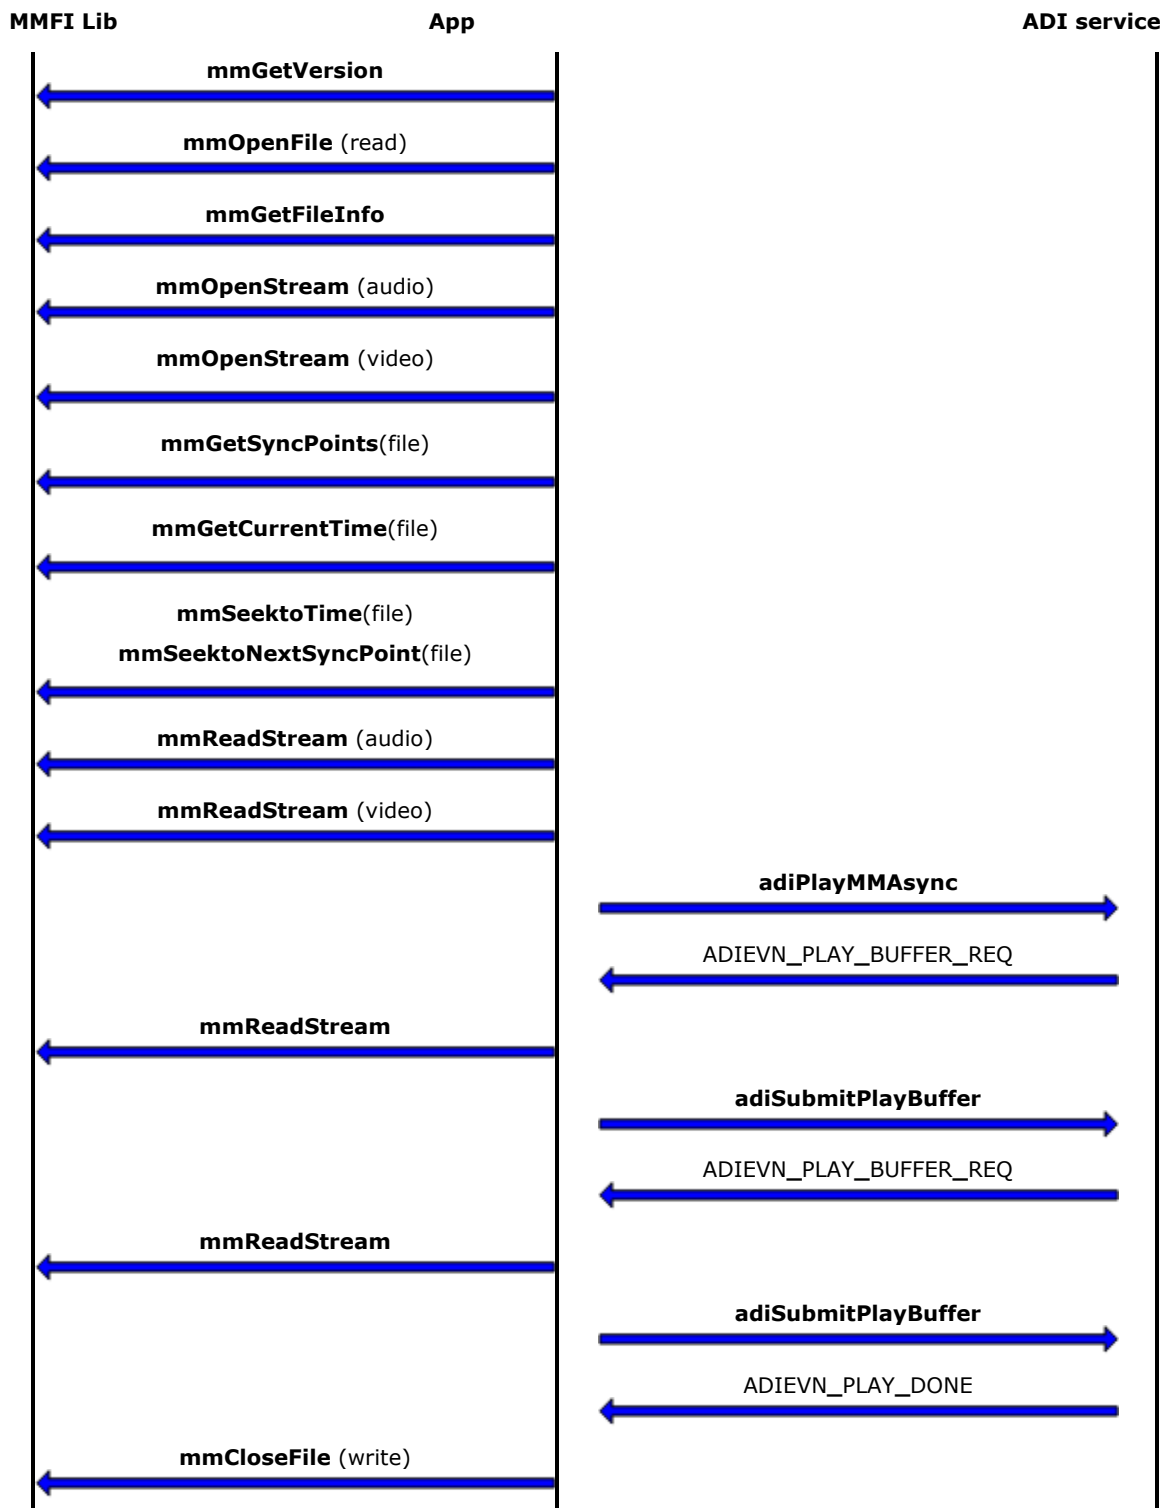 MMFI Lib App ADI service
mmGetVersion
mmOpenFile (read)
mmGetFileInfo
mmOpenStream (audio)
mmOpenStream (video)
mmGetSyncPoints(file)
mmGetCurrentTime(file)
mmSeektoTime(file)
mmSeektoNextSyncPoint(file)
mmReadStream (audio)
mmReadStream (video)
adiPlayMMAsync
ADIEVN_PLAY_BUFFER_REQ
mmReadStream
adiSubmitPlayBuffer
ADIEVN_PLAY_BUFFER_REQ
mmReadStream
adiSubmitPlayBuffer
ADIEVN_PLAY_DONE
mmCloseFile (write)